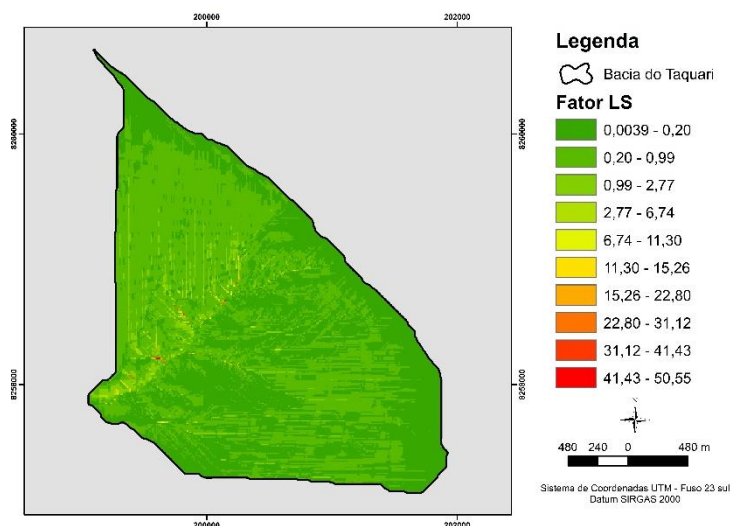 200000
202000
8260000
8260000
8258000
8258000
200000
202000
Legenda
Bacia do Taquari
Fator LS
0,0039 - 0,20
0,20 - 0,99
0,99 - 2,77
2,77 - 6,74
6,74 - 11,30
11,30 - 15,26
15,26 - 22,80
22,80 - 31,12
31,12 - 41,43
41,43 - 50,55
480 240 0 480 m
Sistema de Coordenadas UTM - Fuso 23 sul
Datum SIRGAS 2000